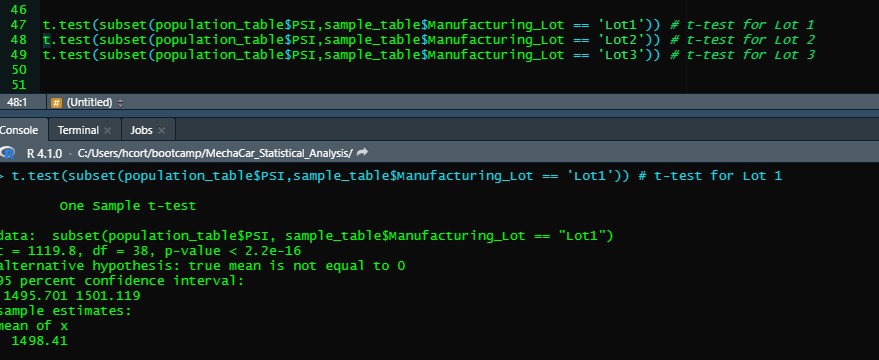 46
47 t.test(subset(population_table$PSI,sample_table$Manufacturing_Lot == 'Lot1')) # t-test for Lot 1
48 t.test(subset(population_table$PSI,sample_table$Manufacturing_Lot == 'Lot2')) # t-test for Lot 2
49 t.test(subset(population_table$PSI,sample_table$Manufacturing_Lot == 'Lot3')) # t-test for Lot 3
50
51
48:1 # (Untitled)
Console Terminal Jobs
R 4.1.0 · C:/Users/hcort/bootcamp/MechaCar_Statistical_Analysis/
> t.test(subset(population_table$PSI,sample_table$Manufacturing_Lot == 'Lot1')) # t-test for Lot 1
One Sample t-test
data: subset(population_table$PSI, sample_table$Manufacturing_Lot == "Lot1")
t = 1119.8, df = 38, p-value < 2.2e-16
alternative hypothesis: true mean is not equal to 0
95 percent confidence interval:
1495.701 1501.119
sample estimates:
mean of x
1498.41